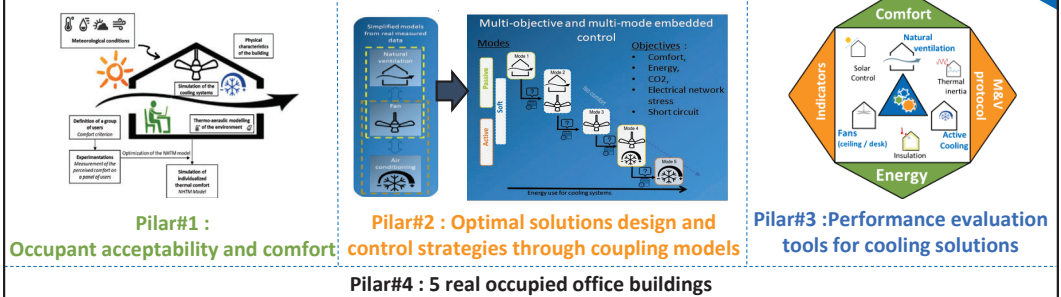 Meteorological conditions
Physical
characteristics
of the building
Simulation of the
cooling systems
Thermo-aeraulic modelling
of the environment
Definition of a group
of users
Comfort criterion
Experimentations
Measurement of the
perceived comfort on
a panel of users
Optimisation of the NHTM model
Simulation of
individualized
thermal comfort
NHTM Model
Pilar#1 :
Occupant acceptability and comfort
Simplified models
from real measured
data
Natural
ventilation
Fan
Air
conditioning
Multi-objective and multi-mode embedded
control
Modes
Passive
Soft
Active
Mode 1
Mode 2
Mode 3
Mode 4
Mode 5
Objectives :
• Comfort,
• Energy,
• CO2,
• Electrical network
stress
• Short circuit
Energy use for cooling systems
Pilar#2 : Optimal solutions design and
control strategies through coupling models
Comfort
Indicators
M&V
protocol
Energy
Natural
ventilation
Solar
Control
Thermal
inertia
Fans
(ceiling / desk)
Active
Cooling
Insulation
Pilar#3 :Performance evaluation
tools for cooling solutions
Pilar#4 : 5 real occupied office buildings